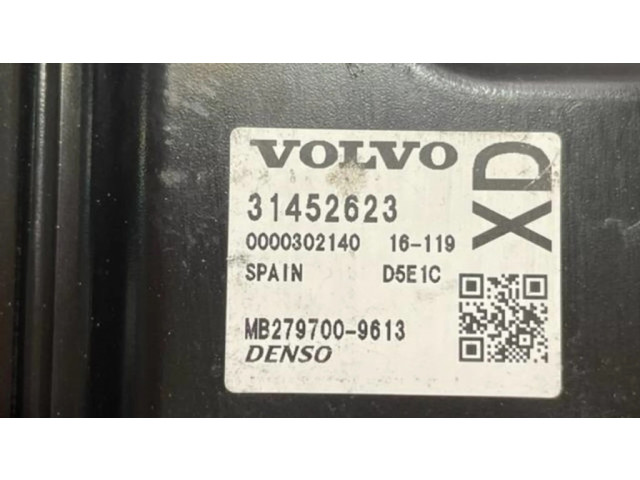 VOLVO
XD
31452623
0000302140 16-119
SPAIN D5E1C
MB279700-9613
DENSO